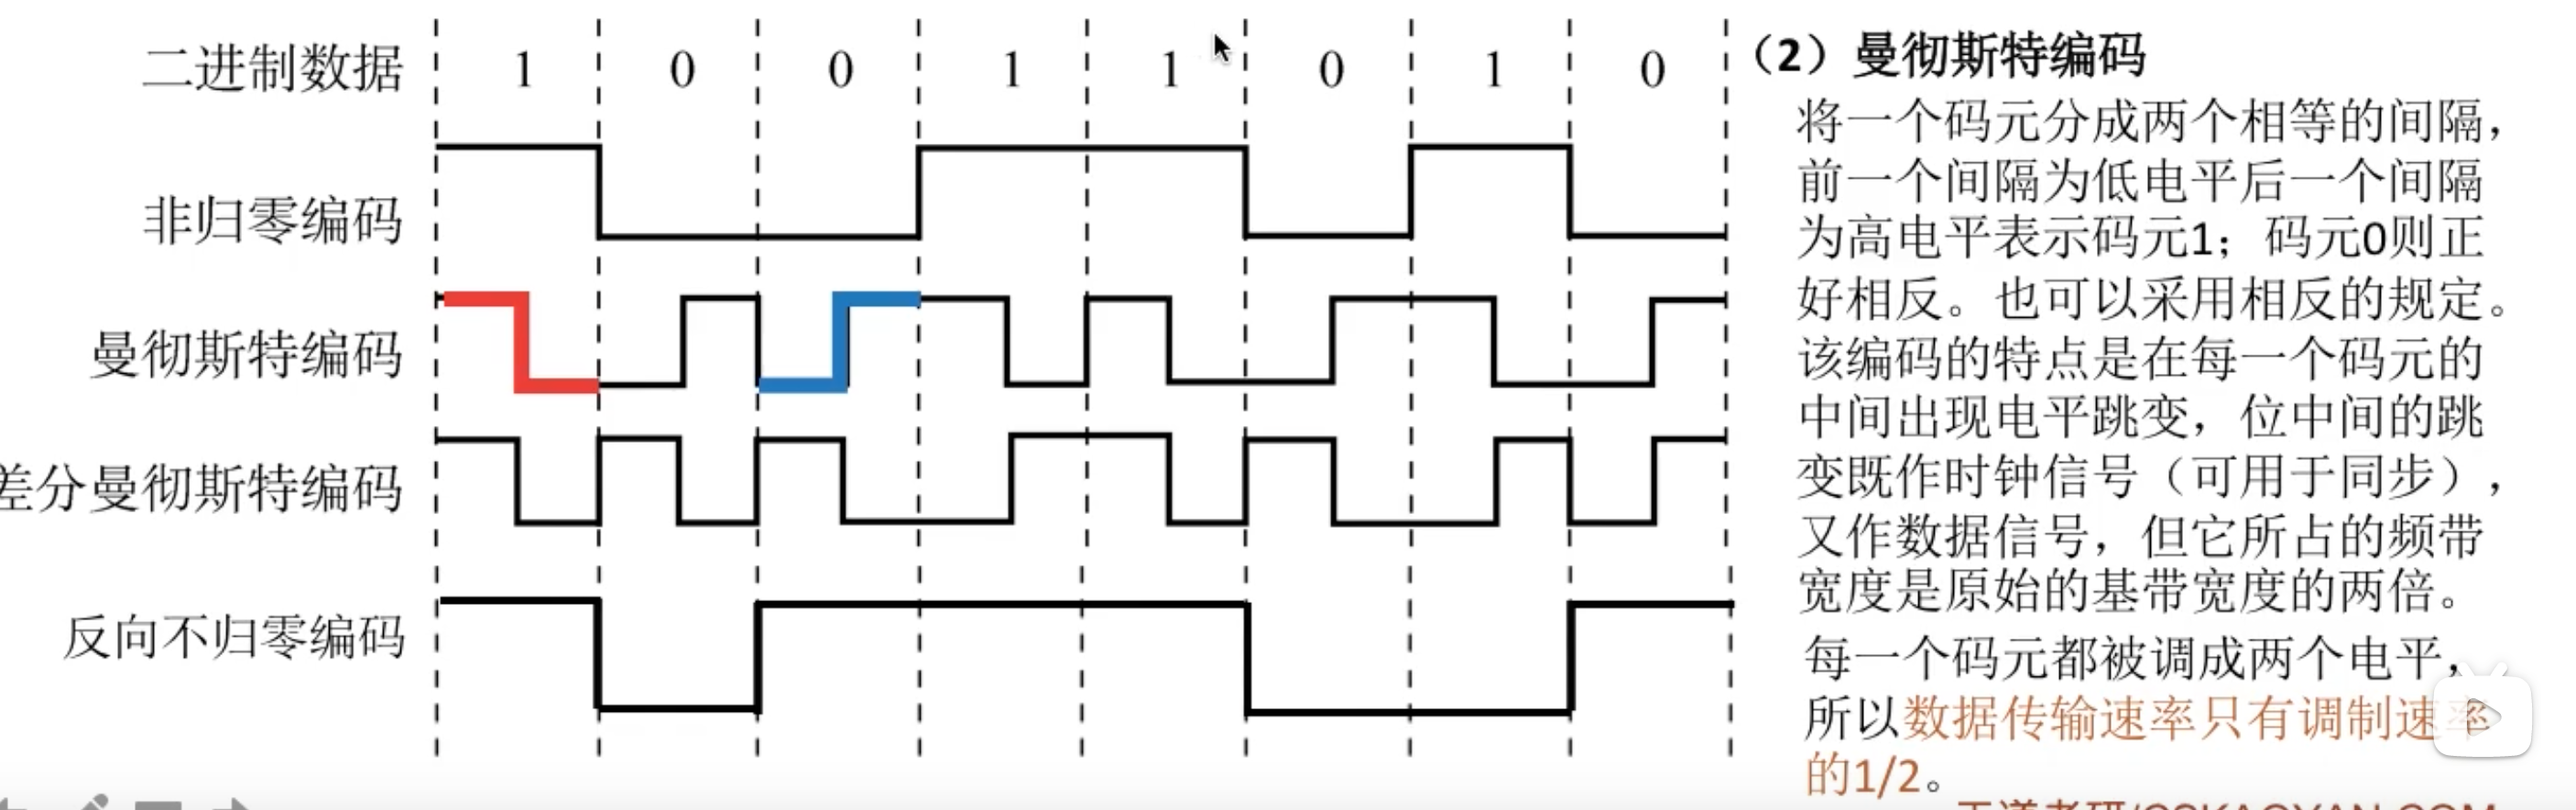 二进制数据 1 0 0 1 1 0 1 0
非归零编码
曼彻斯特编码
差分曼彻斯特编码
反向不归零编码
（2）曼彻斯特编码
将一个码元分成两个相等的间隔，
前一个间隔为低电平后一个间隔
为高电平表示码元1；码元0则正
好相反。也可以采用相反的规定。
该编码的特点是在每一个码元的
中间出现电平跳变，位中间的跳
变既作时钟信号（可用于同步），
又作数据信号，但它所占的频带
宽度是原始的基带宽度的两倍。
每一个码元都被调成两个电平，
所以数据传输速率只有调制速率
的1/2。
王道考研/CSKAOYAN.COM